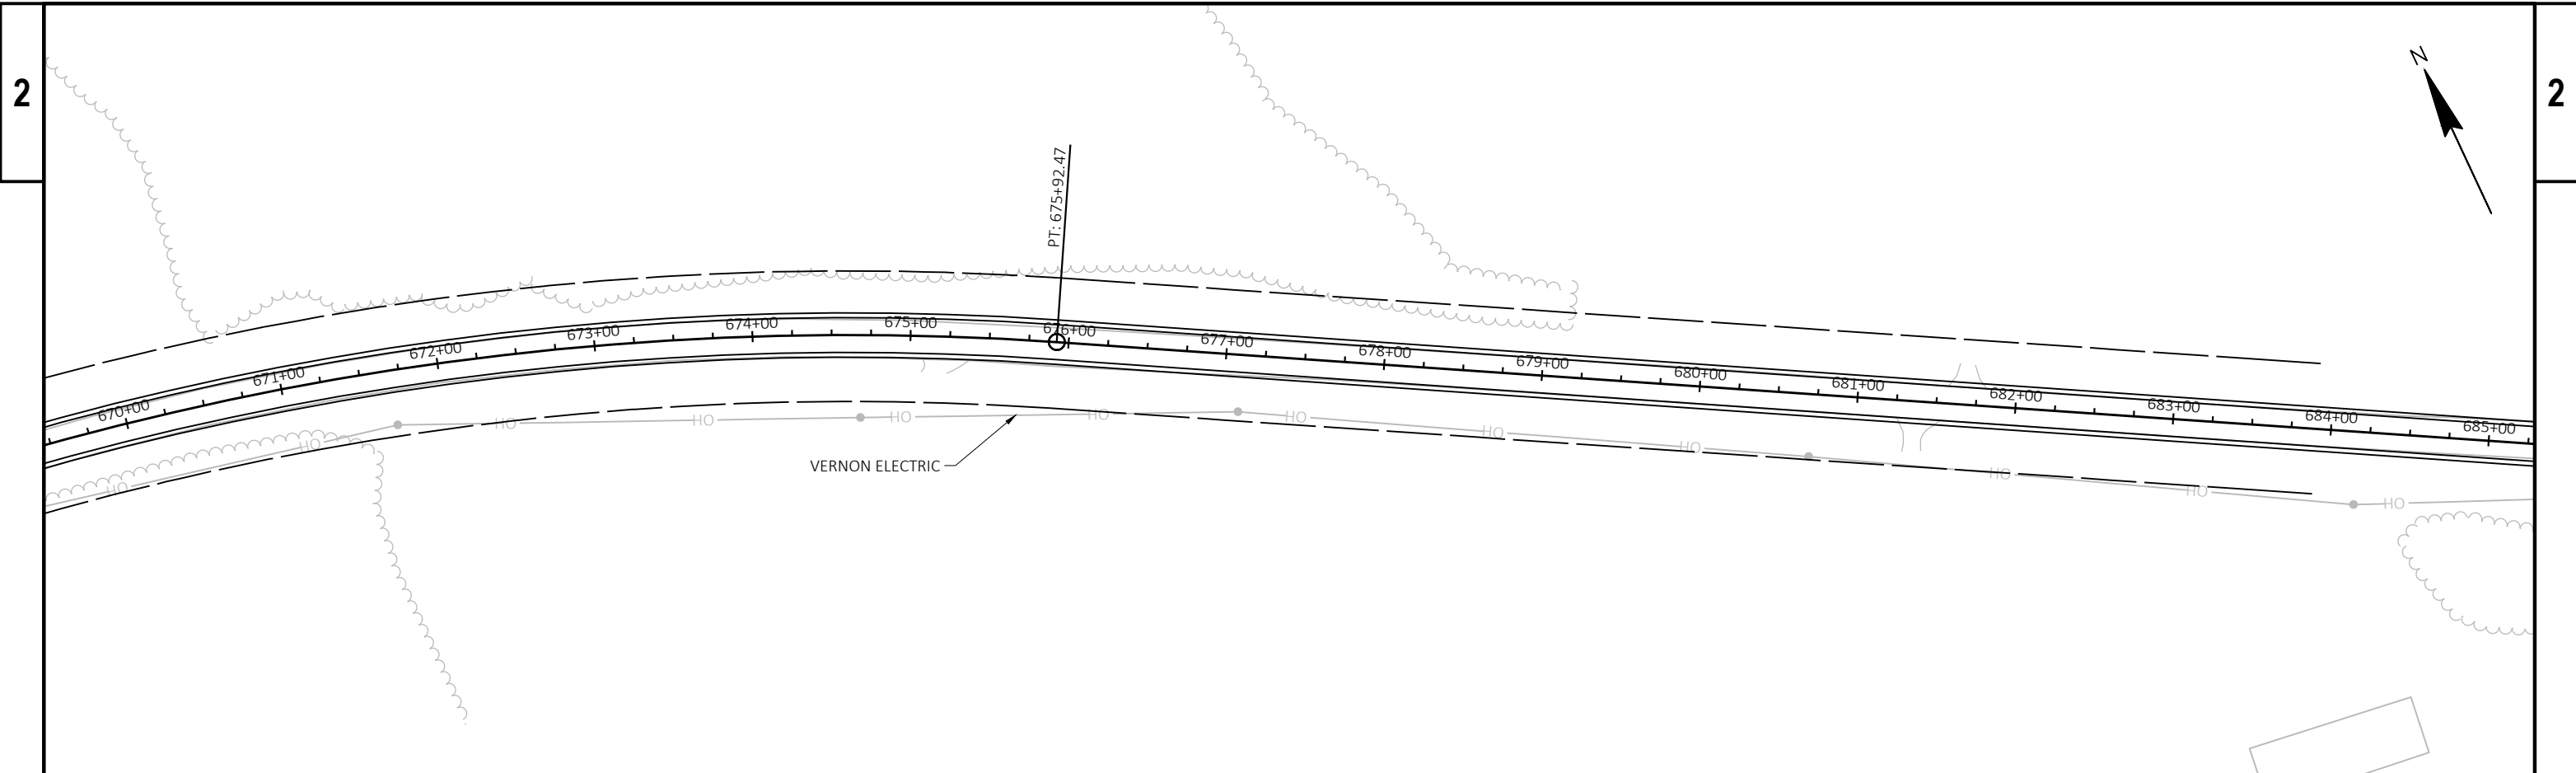 2
2
N
PT: 675+92.47
670+00
671+00
672+00
673+00
674+00
675+00
676+00
677+00
678+00
679+00
680+00
681+00
682+00
683+00
684+00
685+00
HO
HO
HO
HO
HO
HO
HO
HO
HO
HO
HO
HO
VERNON ELECTRIC